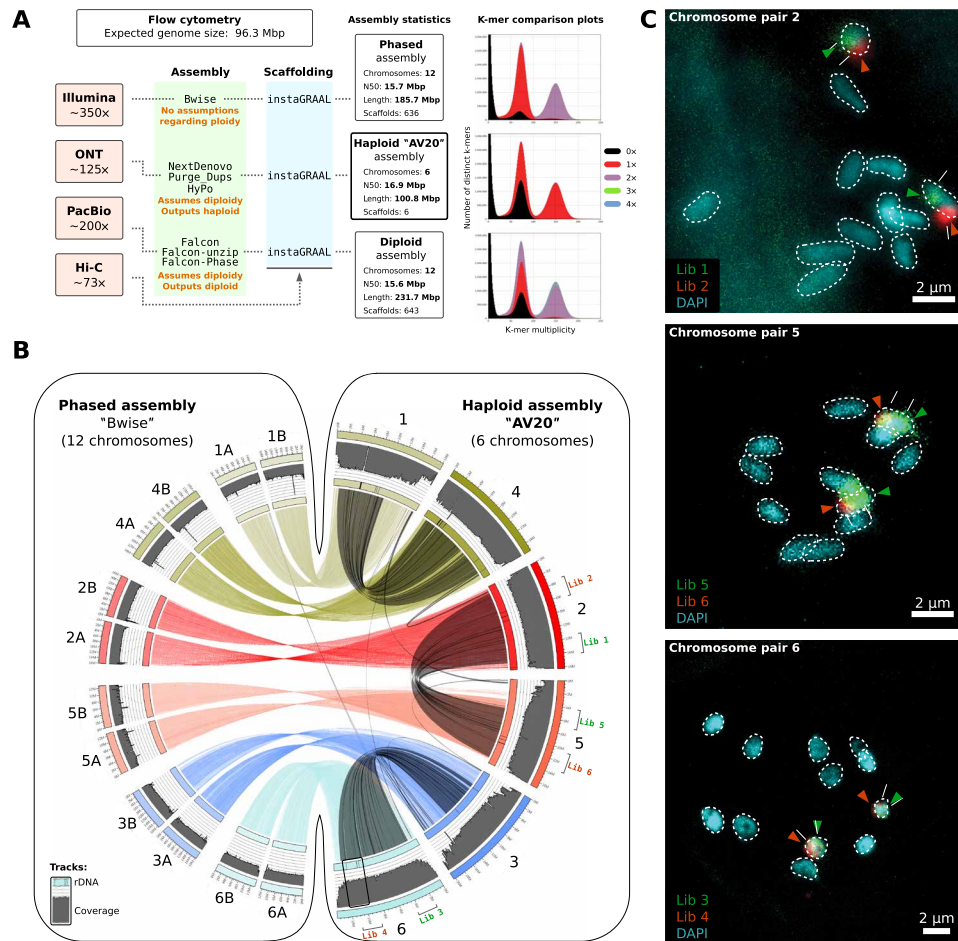 A
Flow cytometry
Expected genome size: 96.3 Mbp
Assembly
Scaffolding
Assembly statistics
K-mer comparison plots
Illumina
~350×
ONT
~125×
PacBio
~200×
Hi-C
~73×
Bwise
No assumptions
regarding ploidy
NextDenovo
Purge_Dups
HyPo
Assumes diploidy
Outputs haploid
Falcon
Falcon-unzip
Falcon-Phase
Assumes diploidy
Outputs diploid
instaGRAAL
instaGRAAL
instaGRAAL
Phased
assembly
Chromosomes: 12
N50: 15.7 Mbp
Length: 185.7 Mbp
Scaffolds: 636
Haploid "AV20"
assembly
Chromosomes: 6
N50: 16.9 Mbp
Length: 100.8 Mbp
Scaffolds: 6
Diploid
assembly
Chromosomes: 12
N50: 15.6 Mbp
Length: 231.7 Mbp
Scaffolds: 643
Number of distinct k-mers
K-mer multiplicity
0×
1×
2×
3×
4×
B
Phased assembly
"Bwise"
(12 chromosomes)
Haploid assembly
"AV20"
(6 chromosomes)
1A
1B
4B
4A
2B
2A
5B
5A
3B
3A
6B
6A
1
4
2
5
3
6
Lib 2
Lib 1
Lib 5
Lib 6
Lib 3
Lib 4
Tracks:
rDNA
Coverage
C
Chromosome pair 2
Lib 1
Lib 2
DAPI
2 µm
Chromosome pair 5
Lib 5
Lib 6
DAPI
2 µm
Chromosome pair 6
Lib 3
Lib 4
DAPI
2 µm